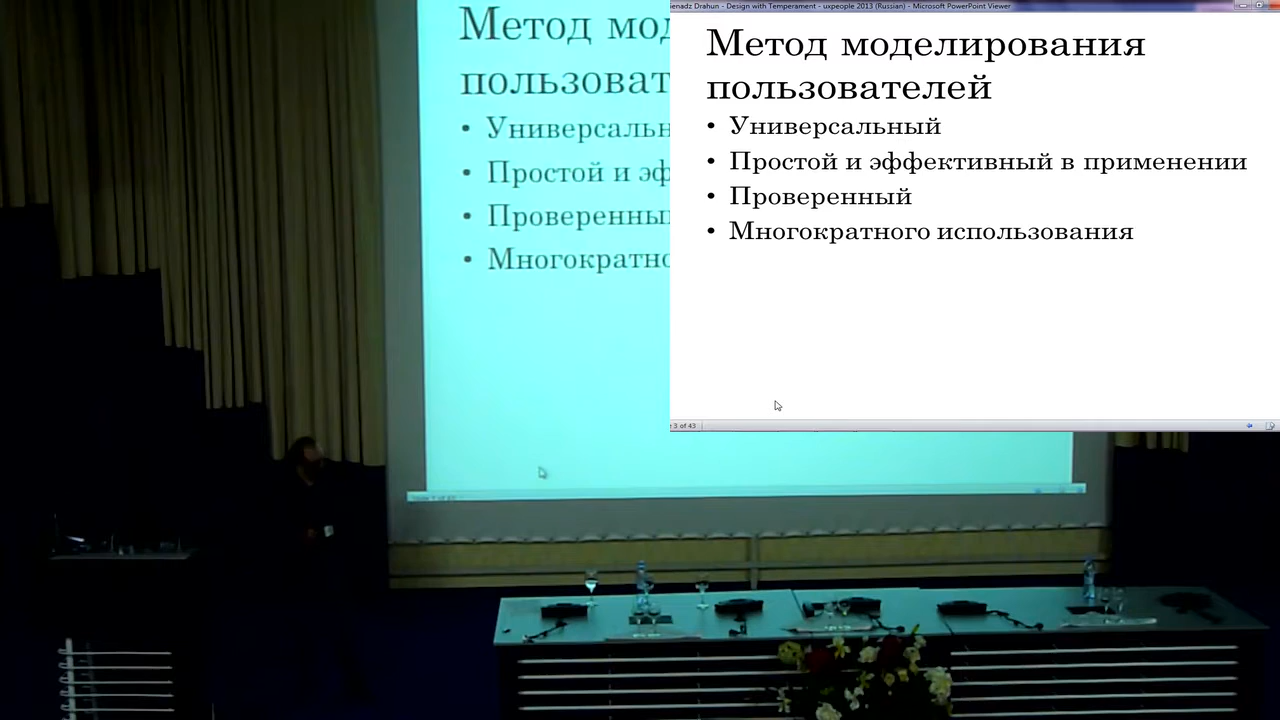 Метод мод
пользоват
• Универсальн
• Простой и эф
• Проверенны
• Многократно
ienadz Drahun - Design with Temperament - uxpeople 2013 (Russian) - Microsoft PowerPoint Viewer
Метод моделирования
пользователей
• Универсальный
• Простой и эффективный в применении
• Проверенный
• Многократного использования
3 of 43